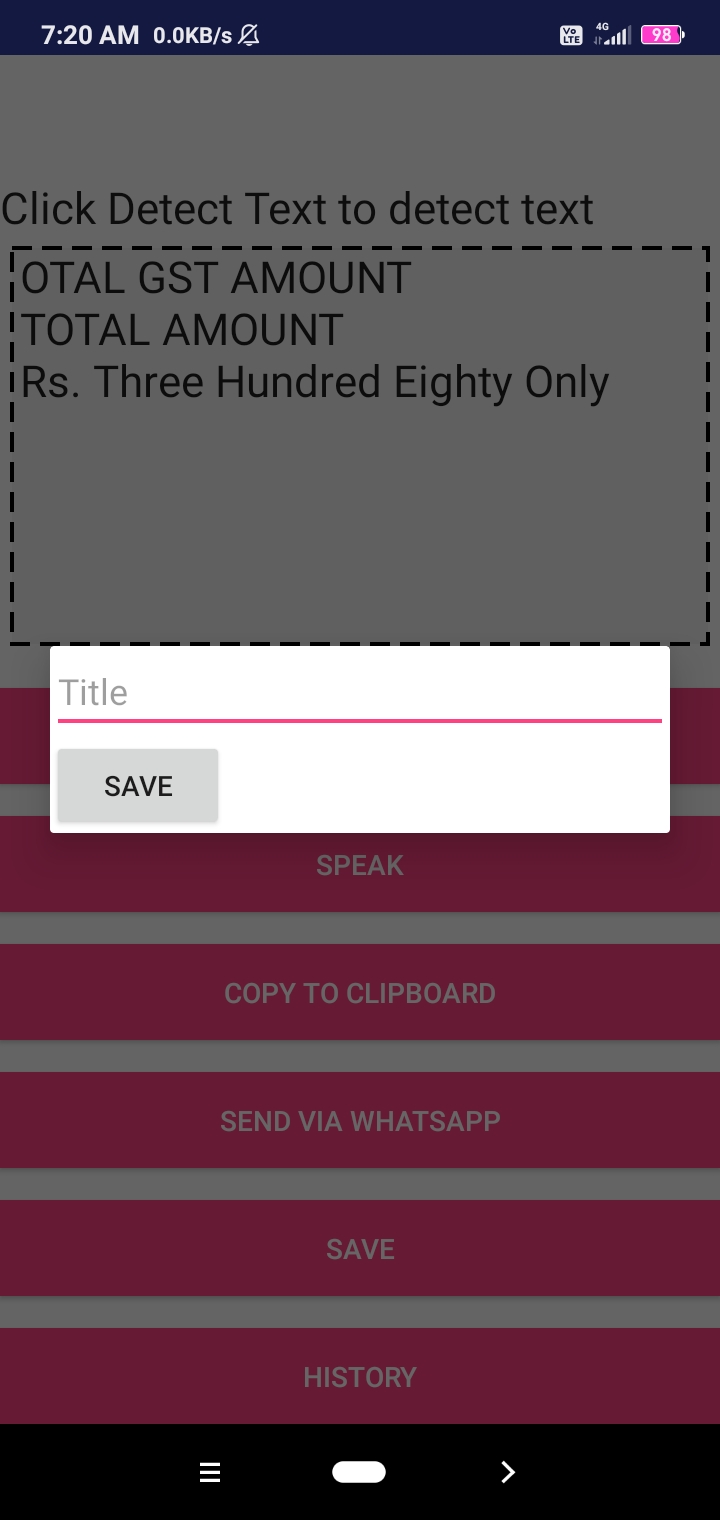 7:20 AM 0.0KB/s Vo LTE 4G 98
Click Detect Text to detect text
OTAL GST AMOUNT
TOTAL AMOUNT
Rs. Three Hundred Eighty Only
Title
SAVE
SPEAK
COPY TO CLIPBOARD
SEND VIA WHATSAPP
SAVE
HISTORY